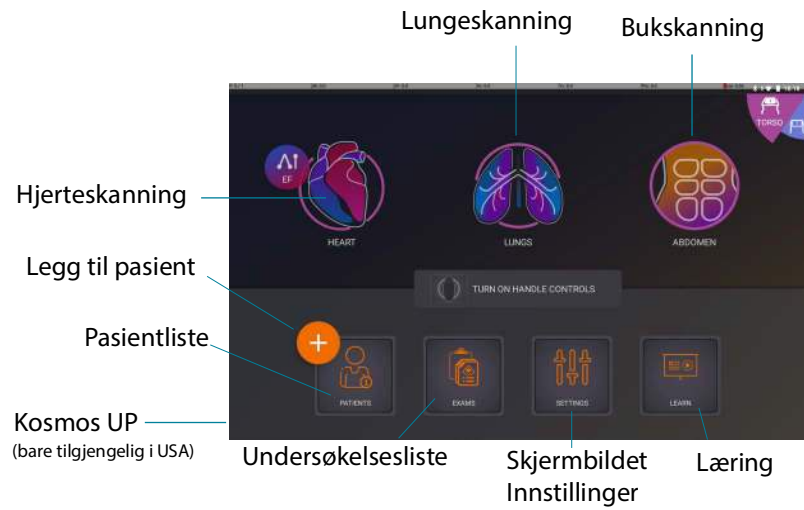 Lungeskanning
Bukskanning
TORSO
EF
Hjerteskanning
HEART
LUNGS
ABDOMEN
Legg til pasient
TURN ON HANDLE CONTROLS
Pasientliste
PATIENTS
EXAMS
SETTINGS
LEARN
Kosmos UP
(bare tilgjengelig i USA)
Undersøkelsesliste
Skjermbildet
Innstillinger
Læring